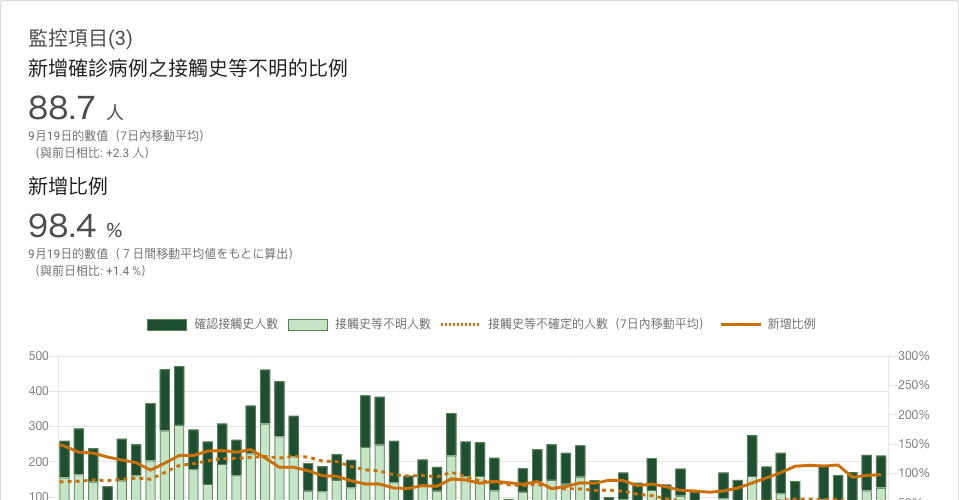 監控項目(3)
新增確診病例之接觸史等不明的比例
88.7 人
9月19日的數值（7日內移動平均）
（與前日相比: +2.3 人）
新增比例
98.4 %
9月19日的數值（７日間移動平均値をもとに算出）
（與前日相比: +1.4 %）
確認接觸史人數 接觸史等不明人數 接觸史等不確定的人數（7日內移動平均） 新增比例
500 300%
250%
400
200%
300
150%
200
100%
100